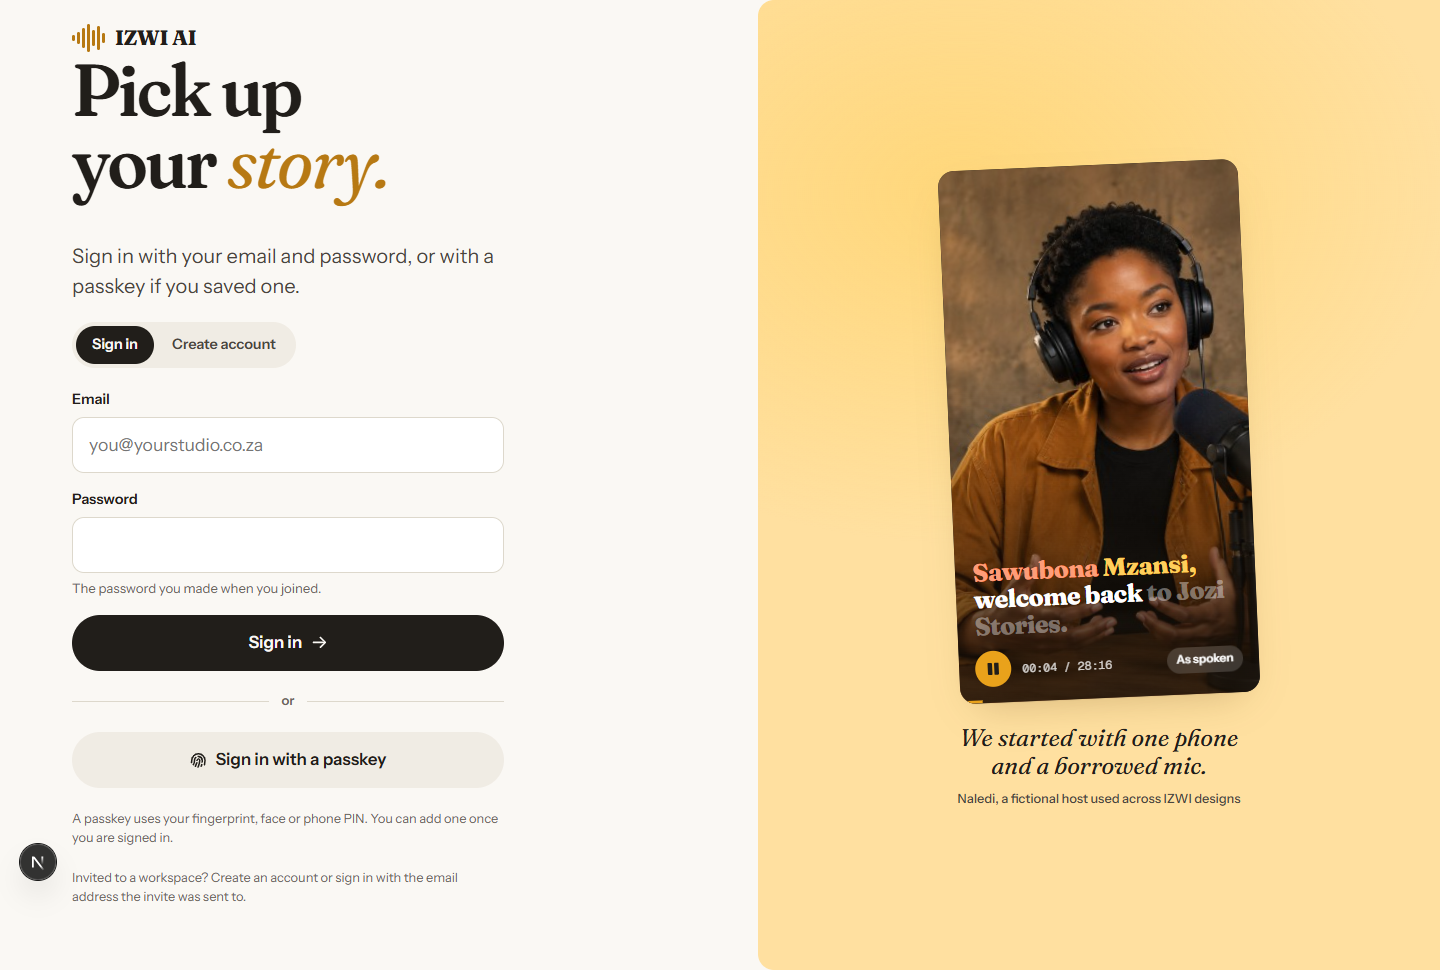 IZWI AI
Pick up
your story.
Sign in with your email and password, or with a
passkey if you saved one.
Sign in
Create account
Email
you@yourstudio.co.za
Password
The password you made when you joined.
Sign in →
or
Sign in with a passkey
A passkey uses your fingerprint, face or phone PIN. You can add one once
you are signed in.
Invited to a workspace? Create an account or sign in with the email
address the invite was sent to.
N
Sawubona Mzansi,
welcome back to Jozi
Stories.
00:04 / 28:16
As spoken
We started with one phone
and a borrowed mic.
Naledi, a fictional host used across IZWI designs